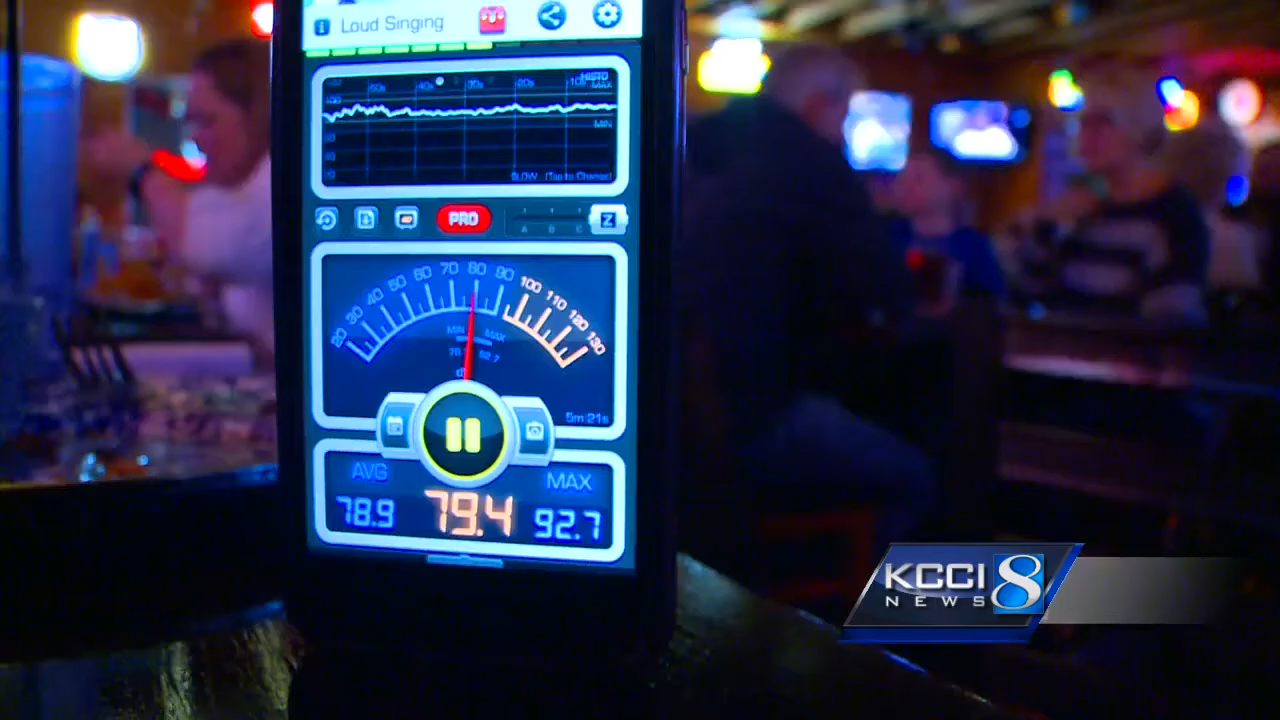 Loud Singing
50s 40s 30s 20s 10s HISTO
MAX
MIN
SLOW (Tap to Change)
PRO
A B C Z
20 30 40 50 60 70 80 90 100 110 120 130
MIN MAX
92.7
5m:21s
AVG 79.4 MAX
78.9 92.7
KCCI 8
NEWS